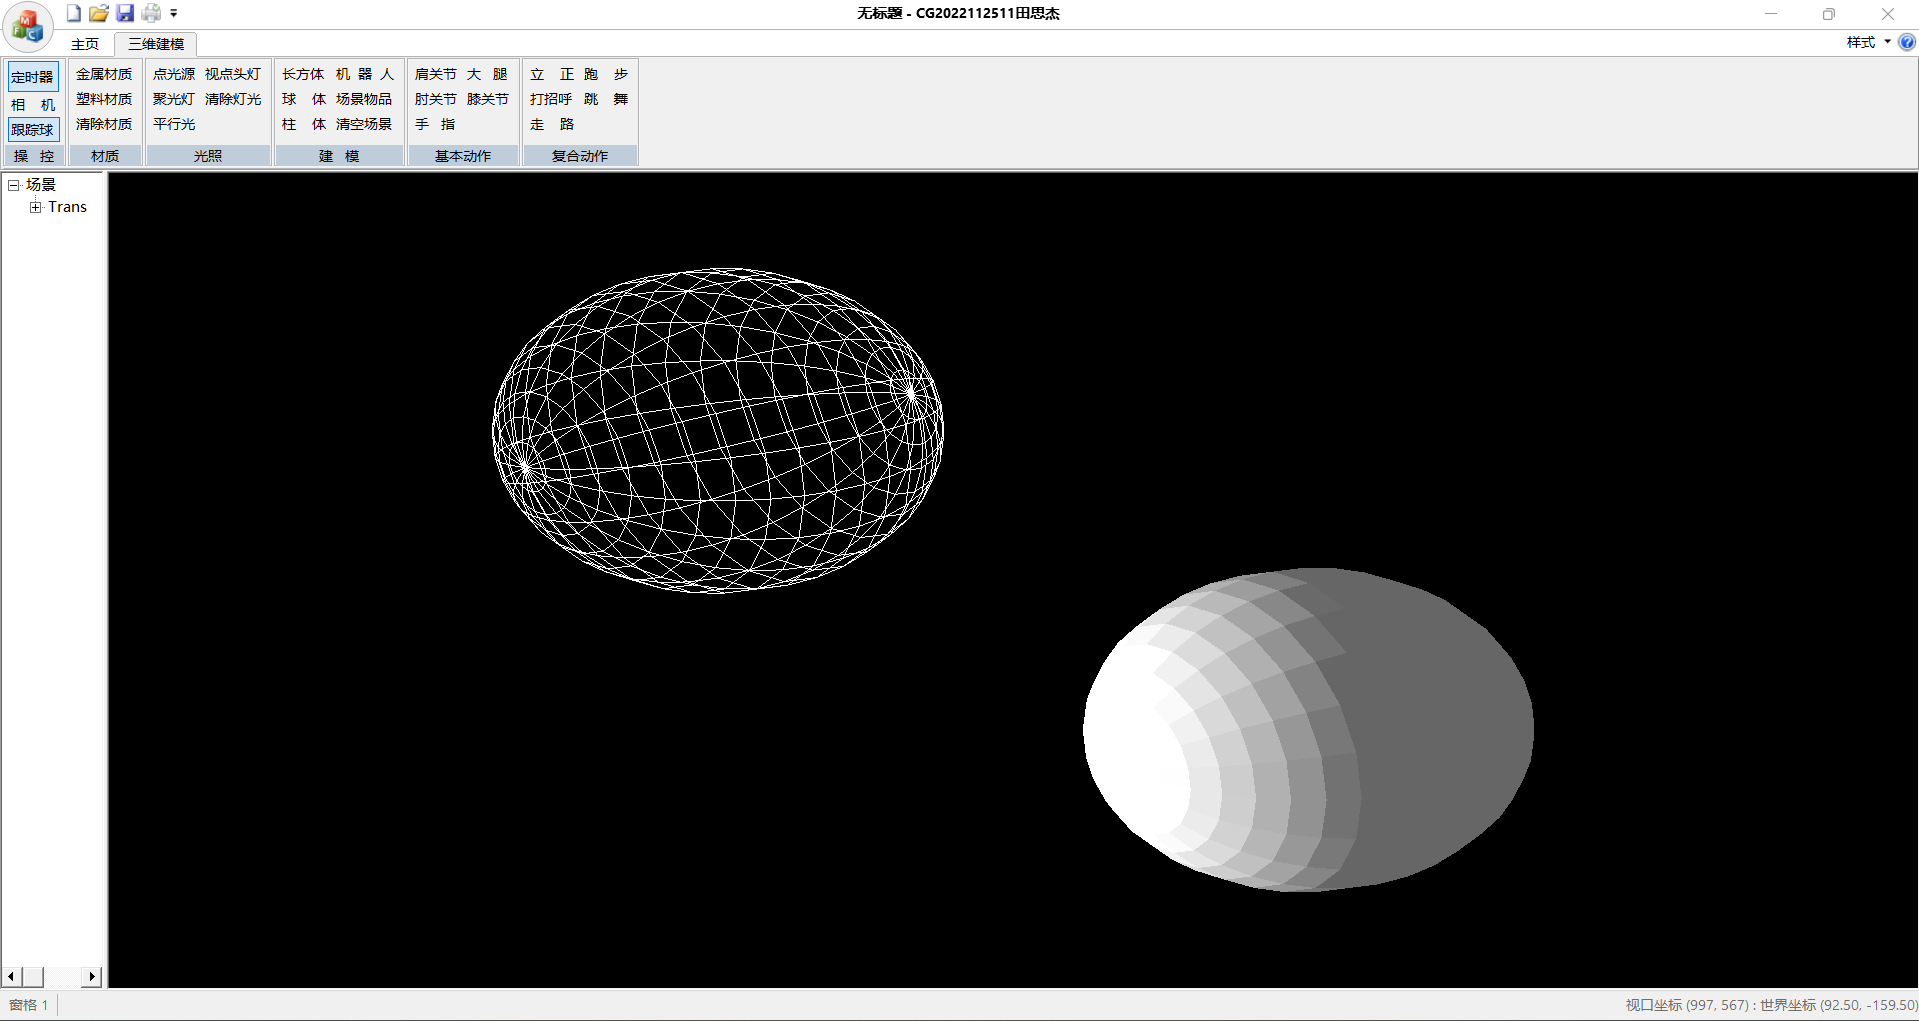 无标题 - CG2022112511田思杰
主页 三维建模 样式
定时器 金属材质 点光源 视点头灯 长方体 机 器 人 肩关节 大 腿 立 正 跑 步
相 机 塑料材质 聚光灯 清除灯光 球 体 场景物品 肘关节 膝关节 打招呼 跳 舞
跟踪球 清除材质 平行光 柱 体 清空场景 手 指 走 路
操 控 材质 光照 建 模 基本动作 复合动作
场景
Trans
窗格 1 视口坐标 (997, 567) : 世界坐标 (92.50, -159.50)